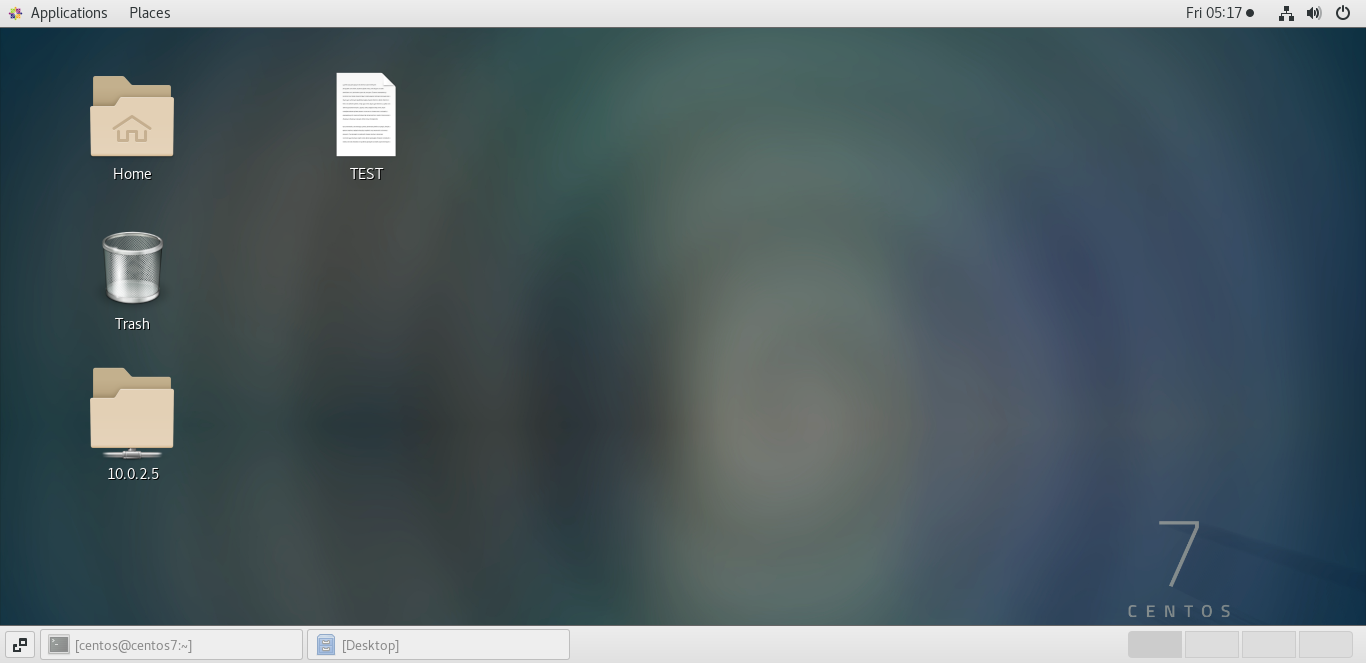 Applications Places Fri 05:17
Home TEST
Trash
10.0.2.5
7
CENTOS
[centos@centos7:~] [Desktop]